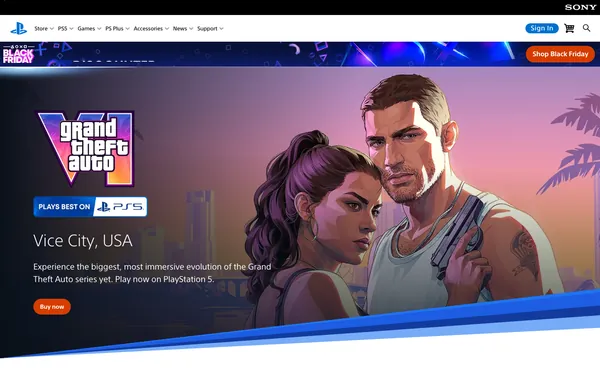 SONY
Store PS5 Games PS Plus Accessories News Support Sign In
BLACK
FRIDAY
Shop Black Friday
grand
theft
auto
VI
PLAYS BEST ON PS5
Vice City, USA
Experience the biggest, most immersive evolution of the Grand
Theft Auto series yet. Play now on PlayStation 5.
Buy now